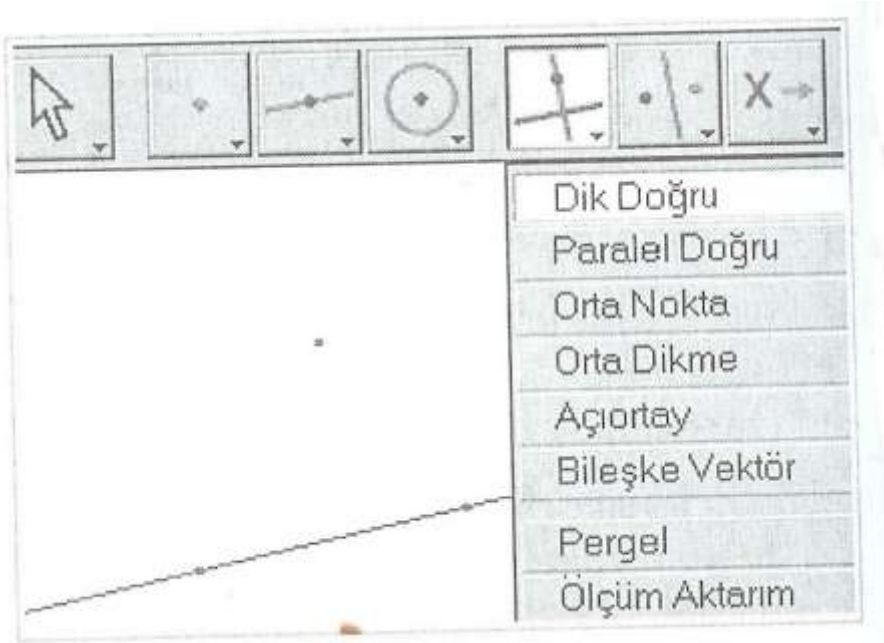 Dik Doğru
Paralel Doğru
Orta Nokta
Orta Dikme
Açıortay
Bileşke Vektör
Pergel
Ölçüm Aktarım